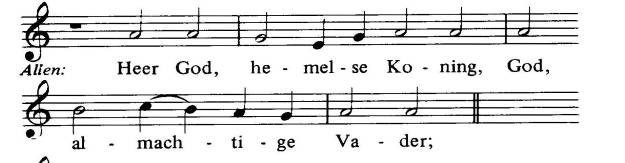 Allen: Heer God, he - mel - se Ko - ning, God,
al - mach - ti - ge Va - der;